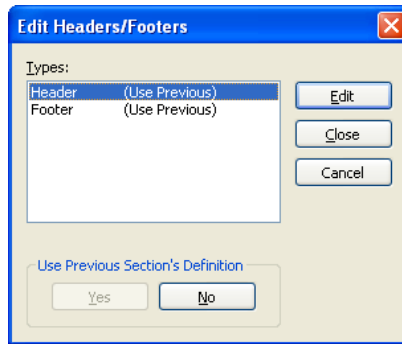 Edit Headers/Footers
Types:
Header (Use Previous)
Footer (Use Previous)
Edit
Close
Cancel
Use Previous Section's Definition
Yes No